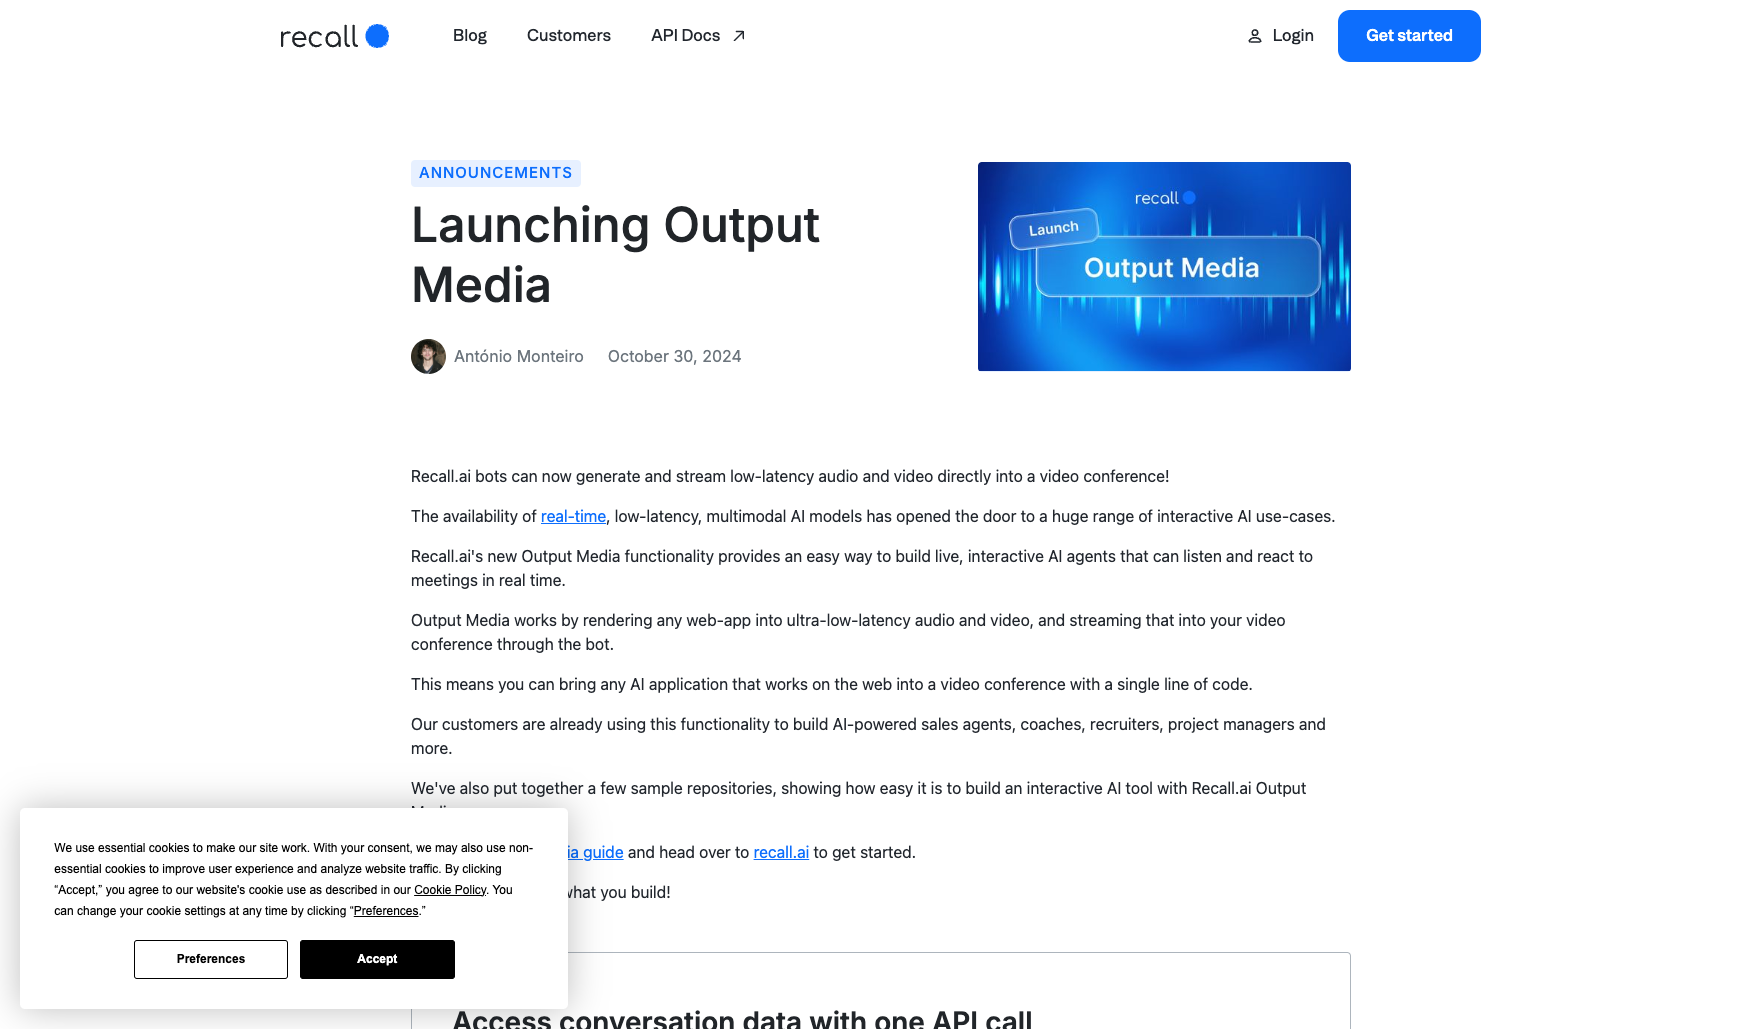 recall
Blog
Customers
API Docs
Login
Get started
ANNOUNCEMENTS
Launching Output
Media
António Monteiro
October 30, 2024
recall
Launch
Output Media
Recall.ai bots can now generate and stream low-latency audio and video directly into a video conference!
The availability of real-time, low-latency, multimodal AI models has opened the door to a huge range of interactive AI use-cases.
Recall.ai's new Output Media functionality provides an easy way to build live, interactive AI agents that can listen and react to
meetings in real time.
Output Media works by rendering any web-app into ultra-low-latency audio and video, and streaming that into your video
conference through the bot.
This means you can bring any AI application that works on the web into a video conference with a single line of code.
Our customers are already using this functionality to build AI-powered sales agents, coaches, recruiters, project managers and
more.
We've also put together a few sample repositories, showing how easy it is to build an interactive AI tool with Recall.ai Output
guide and head over to recall.ai to get started.
what you build!
Access conversation data with one API call
We use essential cookies to make our site work. With your consent, we may also use non-
essential cookies to improve user experience and analyze website traffic. By clicking
“Accept,” you agree to our website's cookie use as described in our Cookie Policy. You
can change your cookie settings at any time by clicking “Preferences.”
Preferences
Accept